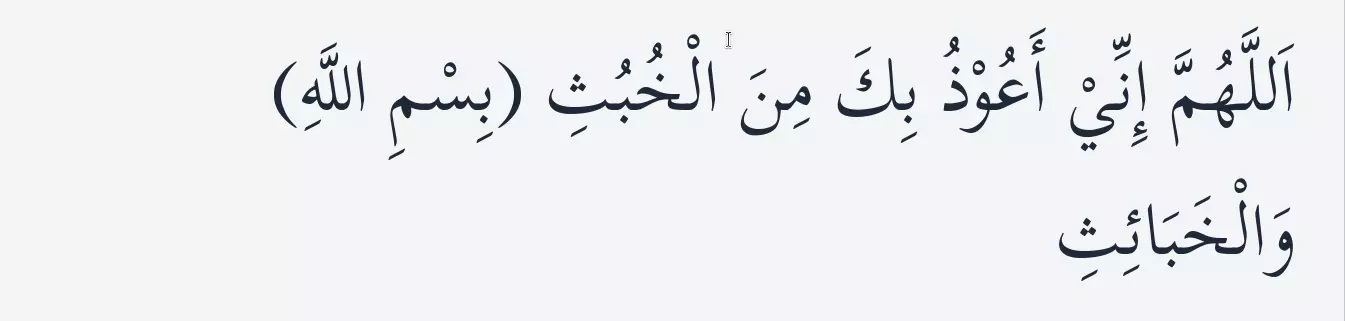 اَللَّهُمَّ إِنِّيْ أَعُوْذُ بِكَ مِنَ الْخُبُثِ (بِسْمِ اللَّهِ)
وَالْخَبَائِثِ